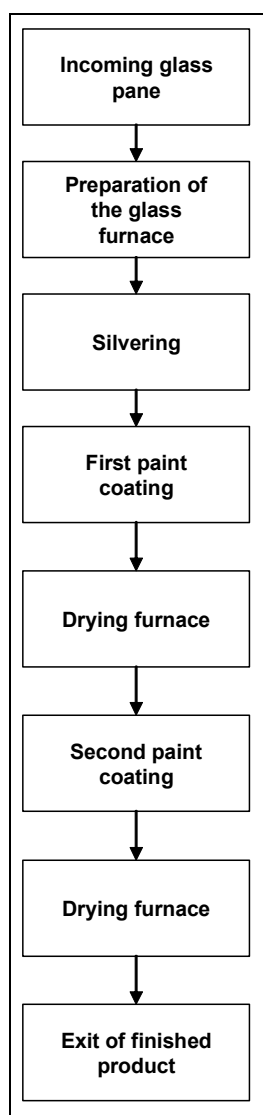 Incoming glass
pane
Preparation of
the glass
furnace
Silvering
First paint
coating
Drying furnace
Second paint
coating
Drying furnace
Exit of finished
product